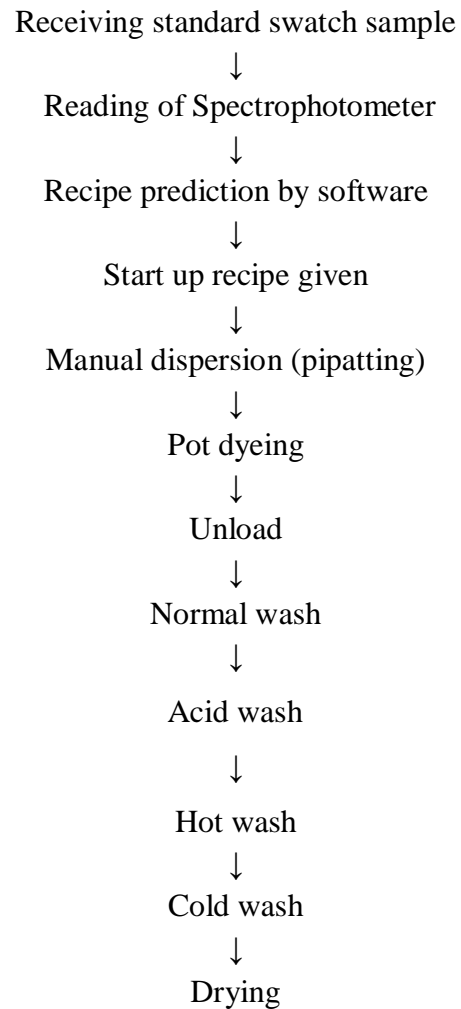 Receiving standard swatch sample
↓
Reading of Spectrophotometer
↓
Recipe prediction by software
↓
Start up recipe given
↓
Manual dispersion (pipatting)
↓
Pot dyeing
↓
Unload
↓
Normal wash
↓
Acid wash
↓
Hot wash
↓
Cold wash
↓
Drying